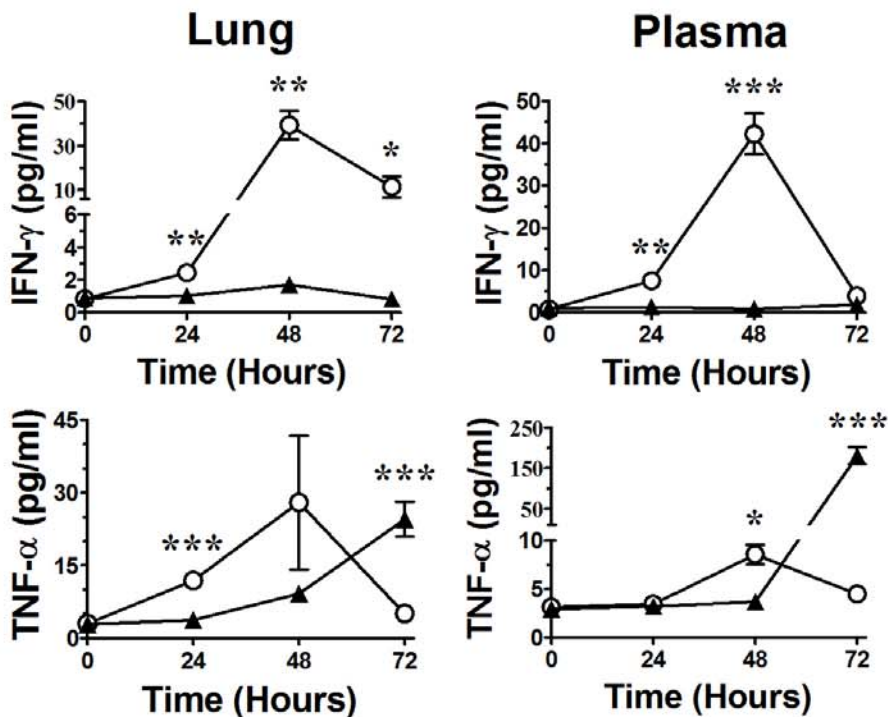 Lung
Plasma
IFN-γ (pg/ml)
50
30
10
6
4
2
0
**
**
*
0 24 48 72
Time (Hours)
IFN-γ (pg/ml)
50
40
30
20
10
0
**
***
0 24 48 72
Time (Hours)
TNF-α (pg/ml)
45
30
15
0
***
***
0 24 48 72
Time (Hours)
TNF-α (pg/ml)
250
150
50
10
5
0
*
***
0 24 48 72
Time (Hours)